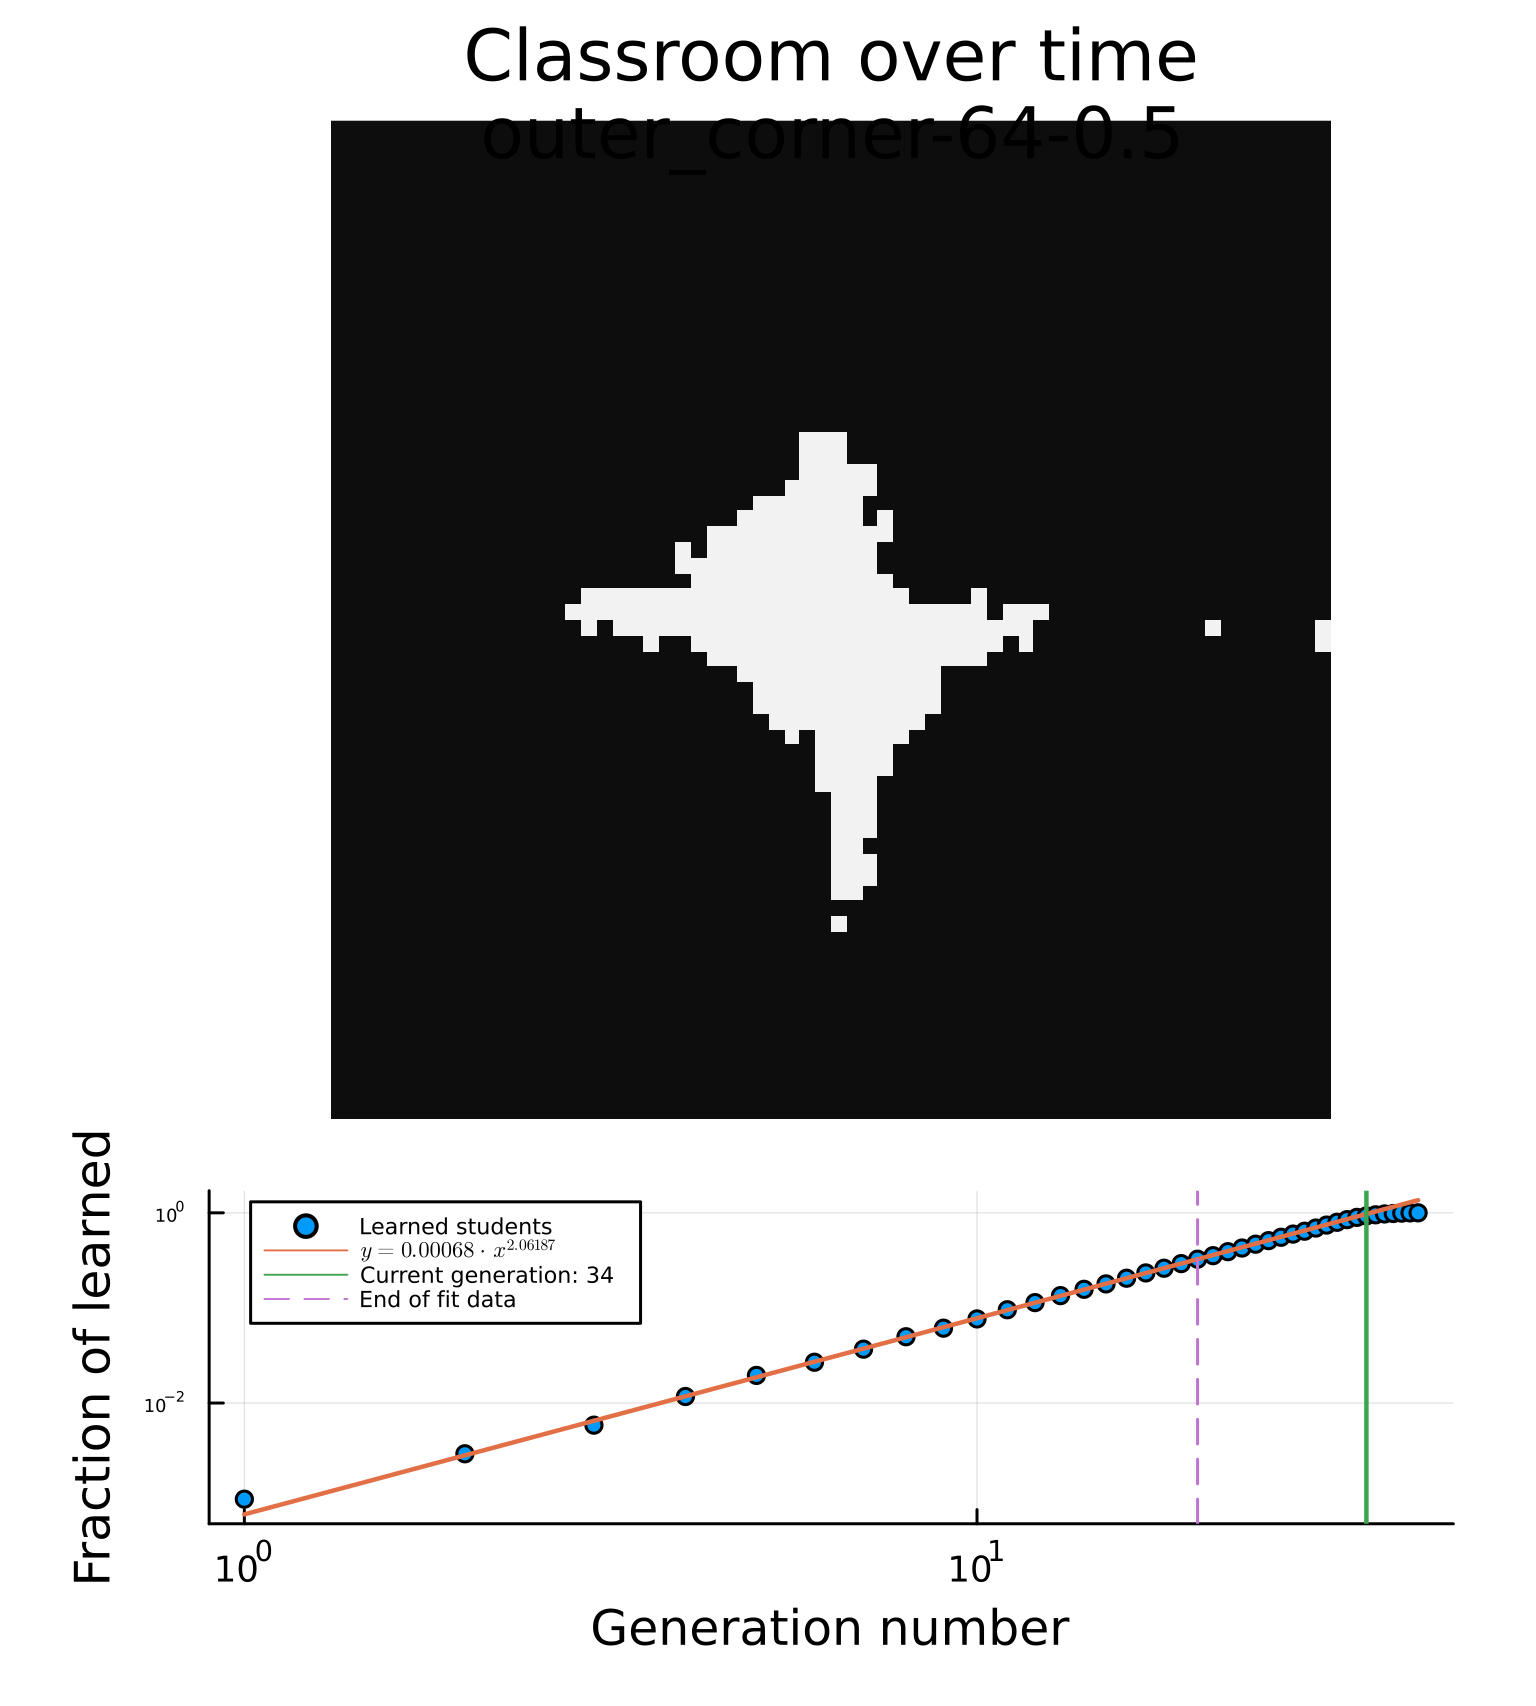 Classroom over time
outer_corner-64-0.5
Fraction of learned
10^0
10^−2
Learned students
y = 0.00068 · x^2.06187
Current generation: 34
End of fit data
10^0
10^1
Generation number